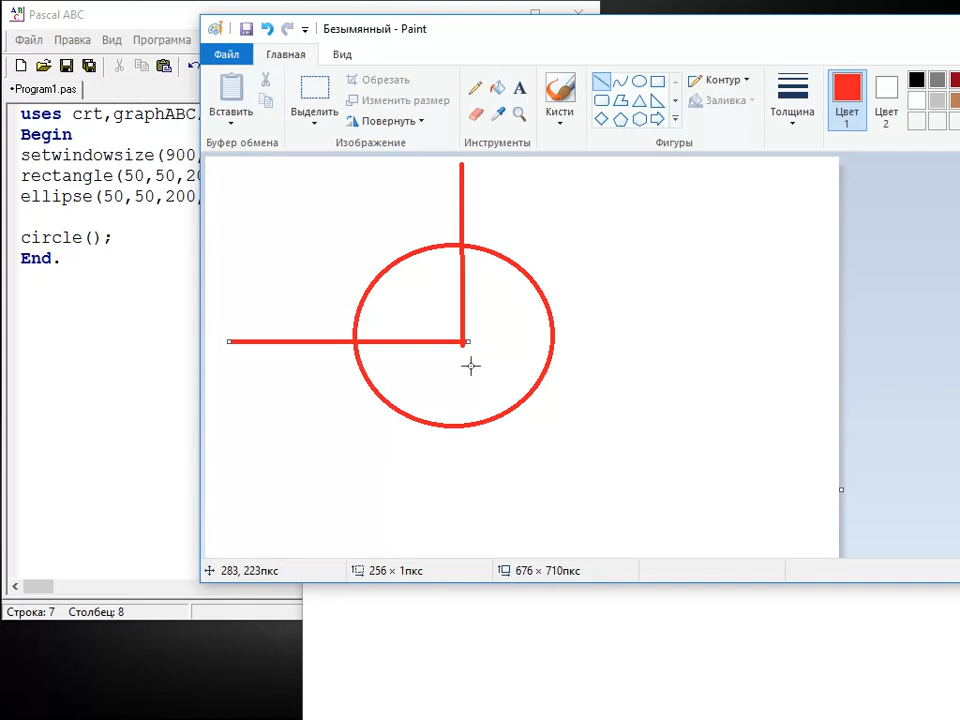 Pascal ABC
Файл Правка Вид Программа
*Program1.pas
uses crt,graphABC
Begin
setwindowsize(900,
rectangle(50,50,20
ellipse(50,50,200,
circle();
End.
Строка: 7 Столбец: 8
Безымянный - Paint
Файл Главная Вид
Вставить
Буфер обмена
Выделить
Обрезать
Изменить размер
Повернуть
Изображение
A
Инструменты
Кисти
Контур
Заливка
Фигуры
Толщина
Цвет
1
Цвет
2
283, 223пкс
256 × 1пкс
676 × 710пкс